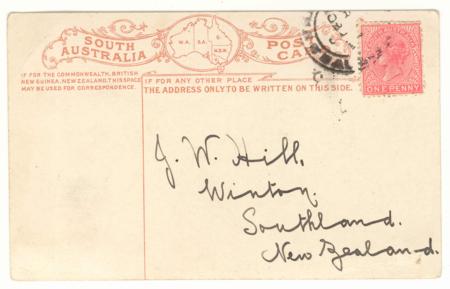 SOUTH AUSTRALIA
W.A. S.A. Q. N.S.W. V.
POST CARD
IF FOR THE COMMONWEALTH, BRITISH
NEW GUINEA, NEW ZEALAND, THIS SPACE
MAY BE USED FOR CORRESPONDENCE.
IF FOR ANY OTHER PLACE
THE ADDRESS ONLY TO BE WRITTEN ON THIS SIDE.
ONE PENNY
J. W. Hill,
Winton,
Southland.
New Zealand.